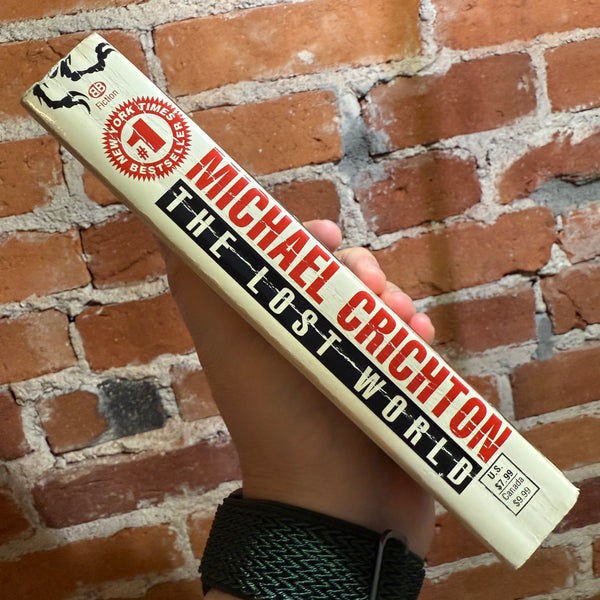 BB
Fiction
NEW YORK TIMES
#1
BESTSELLER
MICHAEL CRICHTON
THE LOST WORLD
U.S.
$7.99
Canada
$9.99